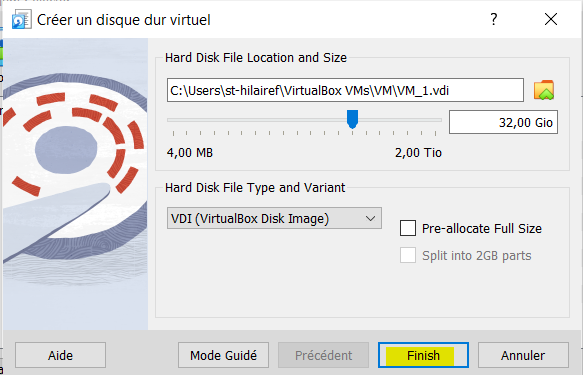 Créer un disque dur virtuel
?
Hard Disk File Location and Size
C:\Users\st-hilairef\VirtualBox VMs\VM\VM_1.vdi
32,00 Gio
4,00 MB 2,00 Tio
Hard Disk File Type and Variant
VDI (VirtualBox Disk Image)
Pre-allocate Full Size
Split into 2GB parts
Aide Mode Guidé Précédent Finish Annuler